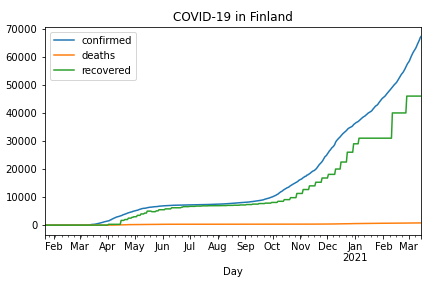 COVID-19 in Finland
confirmed
deaths
recovered
70000
60000
50000
40000
30000
20000
10000
0
Feb Mar Apr May Jun Jul Aug Sep Oct Nov Dec Jan Feb Mar
2021
Day